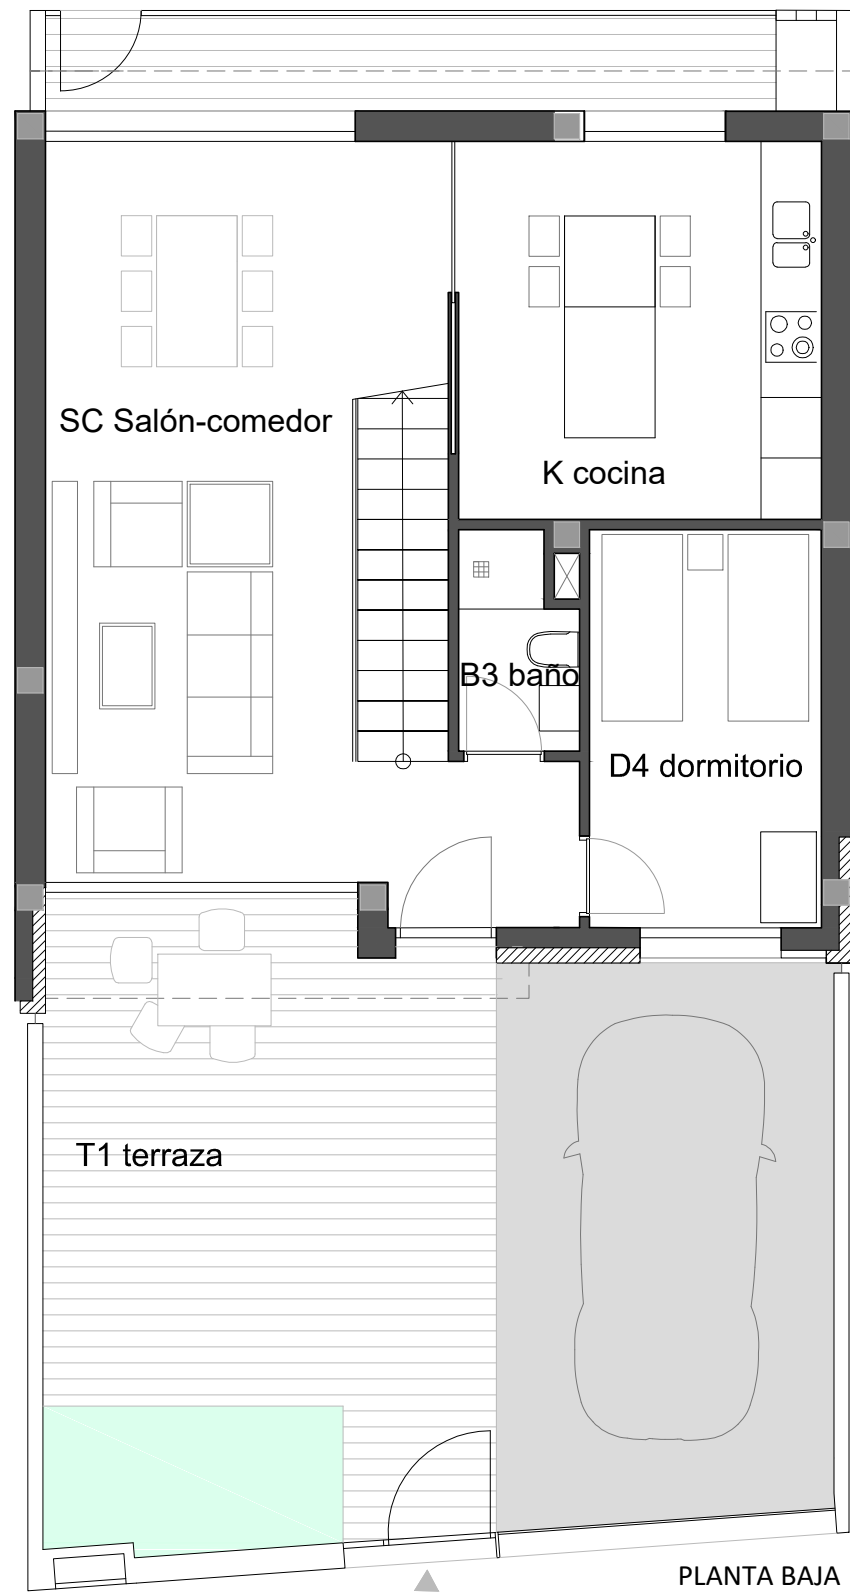 SC Salón-comedor
K cocina
B3 baño
D4 dormitorio
T1 terraza
PLANTA BAJA